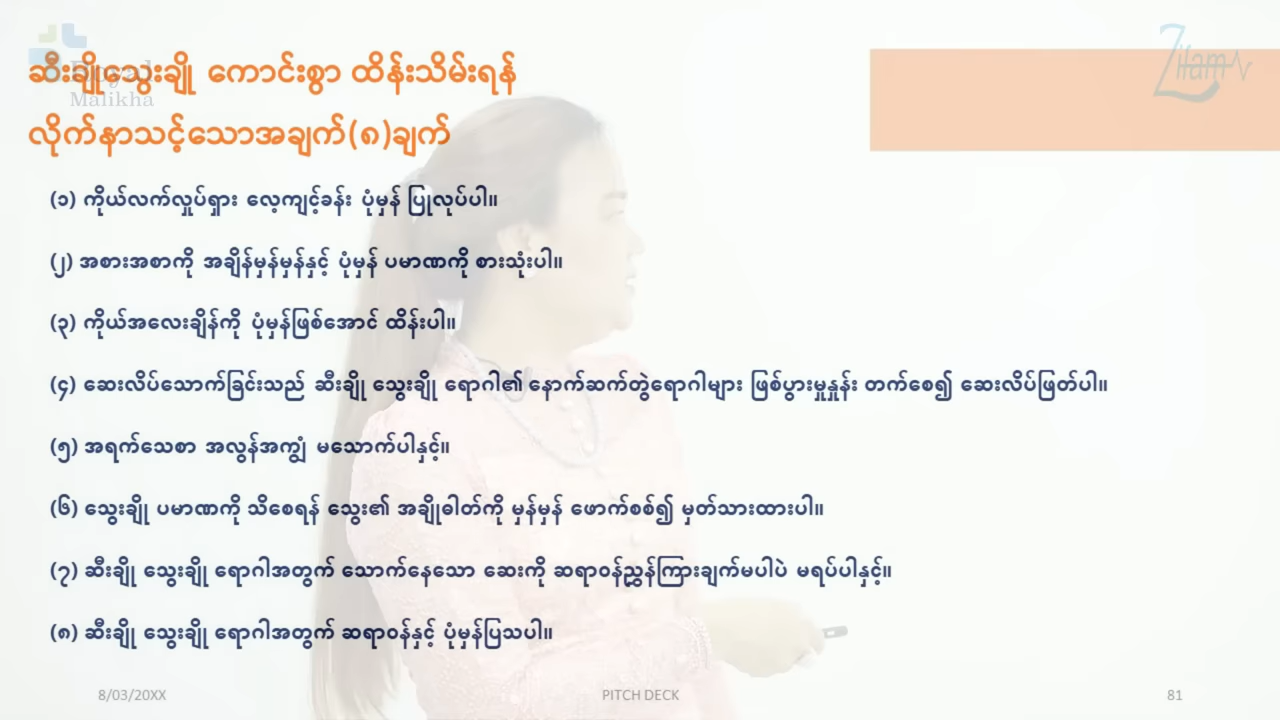 Royal
Malikha
Zifam
ဆီးချိုသွေးချို ကောင်းစွာ ထိန်းသိမ်းရန်
လိုက်နာသင့်သောအချက်(၈)ချက်
(၁) ကိုယ်လက်လှုပ်ရှား လေ့ကျင့်ခန်း ပုံမှန် ပြုလုပ်ပါ။
(၂) အစားအစာကို အချိန်မှန်မှန်နှင့် ပုံမှန် ပမာဏကို စားသုံးပါ။
(၃) ကိုယ်အလေးချိန်ကို ပုံမှန်ဖြစ်အောင် ထိန်းပါ။
(၄) ဆေးလိပ်သောက်ခြင်းသည် ဆီးချို သွေးချို ရောဂါ၏ နောက်ဆက်တွဲရောဂါများ ဖြစ်ပွားမှုနှုန်း တက်စေ၍ ဆေးလိပ်ဖြတ်ပါ။
(၅) အရက်သေစာ အလွန်အကျွံ မသောက်ပါနှင့်။
(၆) သွေးချို ပမာဏကို သိစေရန် သွေး၏ အချိုဓါတ်ကို မှန်မှန် ဖောက်စစ်၍ မှတ်သားထားပါ။
(၇) ဆီးချို သွေးချို ရောဂါအတွက် သောက်နေသော ဆေးကို ဆရာဝန်ညွှန်ကြားချက်မပါပဲ မရပ်ပါနှင့်။
(၈) ဆီးချို သွေးချို ရောဂါအတွက် ဆရာဝန်နှင့် ပုံမှန်ပြသပါ။
8/03/20XX
PITCH DECK
81